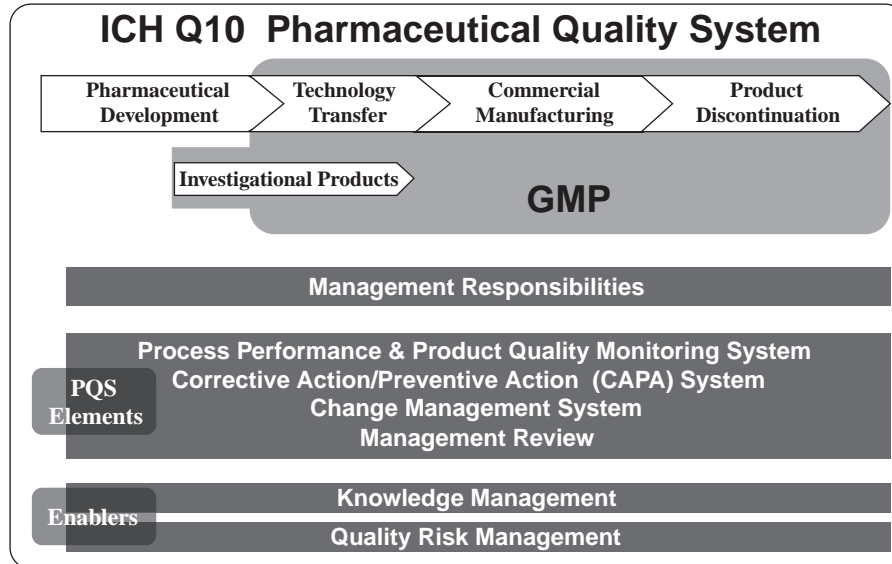 ICH Q10  Pharmaceutical Quality System
Pharmaceutical
Development
Technology
Transfer
Commercial
Manufacturing
Product
Discontinuation
Investigational Products
GMP
Management Responsibilities
PQS
Elements
Process Performance & Product Quality Monitoring System
Corrective Action/Preventive Action  (CAPA) System
Change Management System
Management Review
Enablers
Knowledge Management
Quality Risk Management